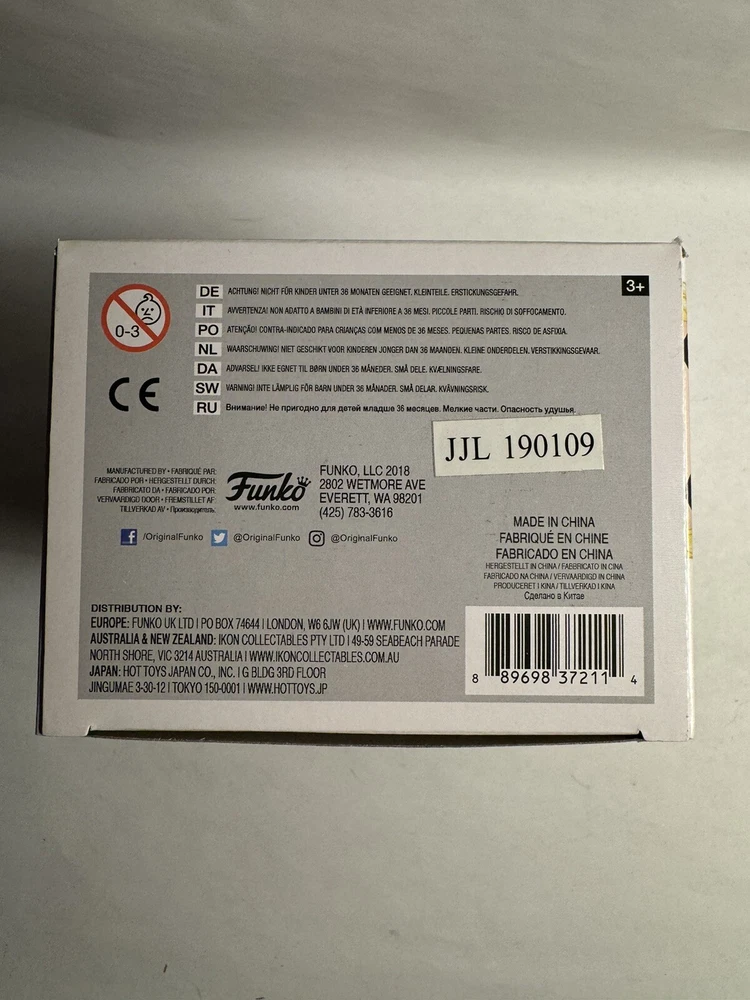 3+
0-3
DE ACHTUNG! NICHT FÜR KINDER UNTER 36 MONATEN GEEIGNET. KLEINTEILE. ERSTICKUNGSGEFAHR.
IT AVVERTENZA! NON ADATTO A BAMBINI DI ETÀ INFERIORE A 36 MESI. PICCOLE PARTI. RISCHIO DI SOFFOCAMENTO.
PO ATENÇÃO! CONTRA-INDICADO PARA CRIANÇAS COM MENOS DE 36 MESES. PEQUENAS PARTES. RISCO DE ASFIXIA.
NL WAARSCHUWING! NIET GESCHIKT VOOR KINDEREN JONGER DAN 36 MAANDEN. KLEINE ONDERDELEN. VERSTIKKINGSGEVAAR.
DA ADVARSEL! IKKE EGNET TIL BØRN UNDER 36 MÅNEDER. SMÅ DELE. KVÆLNINGSFARE.
SW VARNING! INTE LÄMPLIG FÖR BARN UNDER 36 MÅNADER. SMÅ DELAR. KVÄVNINGSRISK.
RU Внимание! Не пригодно для детей младше 36 месяцев. Мелкие части. Опасность удушья.
CE
JJL 190109
MANUFACTURED BY • FABRIQUÉ PAR:
FABRICADO POR • HERGESTELLT DURCH:
FABBRICATO DA • FABRICADO POR:
VERVAARDIGD DOOR • FREMSTILLET AF:
TILLVERKAD AV • Производитель:
Funko
www.funko.com
FUNKO, LLC 2018
2802 WETMORE AVE
EVERETT, WA 98201
(425) 783-3616
/OriginalFunko @OriginalFunko @OriginalFunko
MADE IN CHINA
FABRIQUÉ EN CHINE
FABRICADO EN CHINA
HERGESTELLT IN CHINA / FABBRICATO IN CINA
FABRICADO NA CHINA / VERVAARDIGD IN CHINA
PRODUCERET I KINA / TILLVERKAD I KINA
Сделано в Китае
DISTRIBUTION BY:
EUROPE: FUNKO UK LTD I PO BOX 74644 I LONDON, W6 6JW (UK) I WWW.FUNKO.COM
AUSTRALIA & NEW ZEALAND: IKON COLLECTABLES PTY LTD I 49-59 SEABEACH PARADE
NORTH SHORE, VIC 3214 AUSTRALIA I WWW.IKONCOLLECTABLES.COM.AU
JAPAN: HOT TOYS JAPAN CO., INC. I G BLDG 3RD FLOOR
JINGUMAE 3-30-12 I TOKYO 150-0001 I WWW.HOTTOYS.JP
8 89698 37211 4